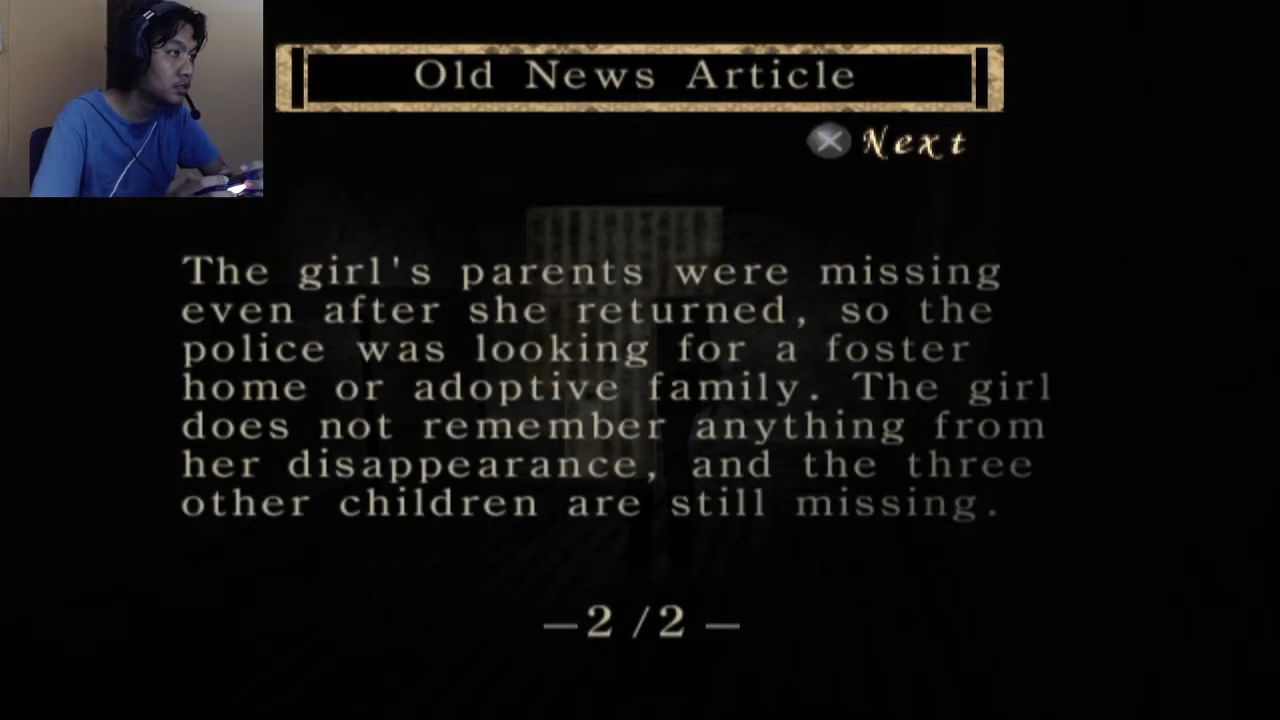 Old News Article
Next
The girl's parents were missing
even after she returned, so the
police was looking for a foster
home or adoptive family. The girl
does not remember anything from
her disappearance, and the three
other children are still missing.
—2/2—